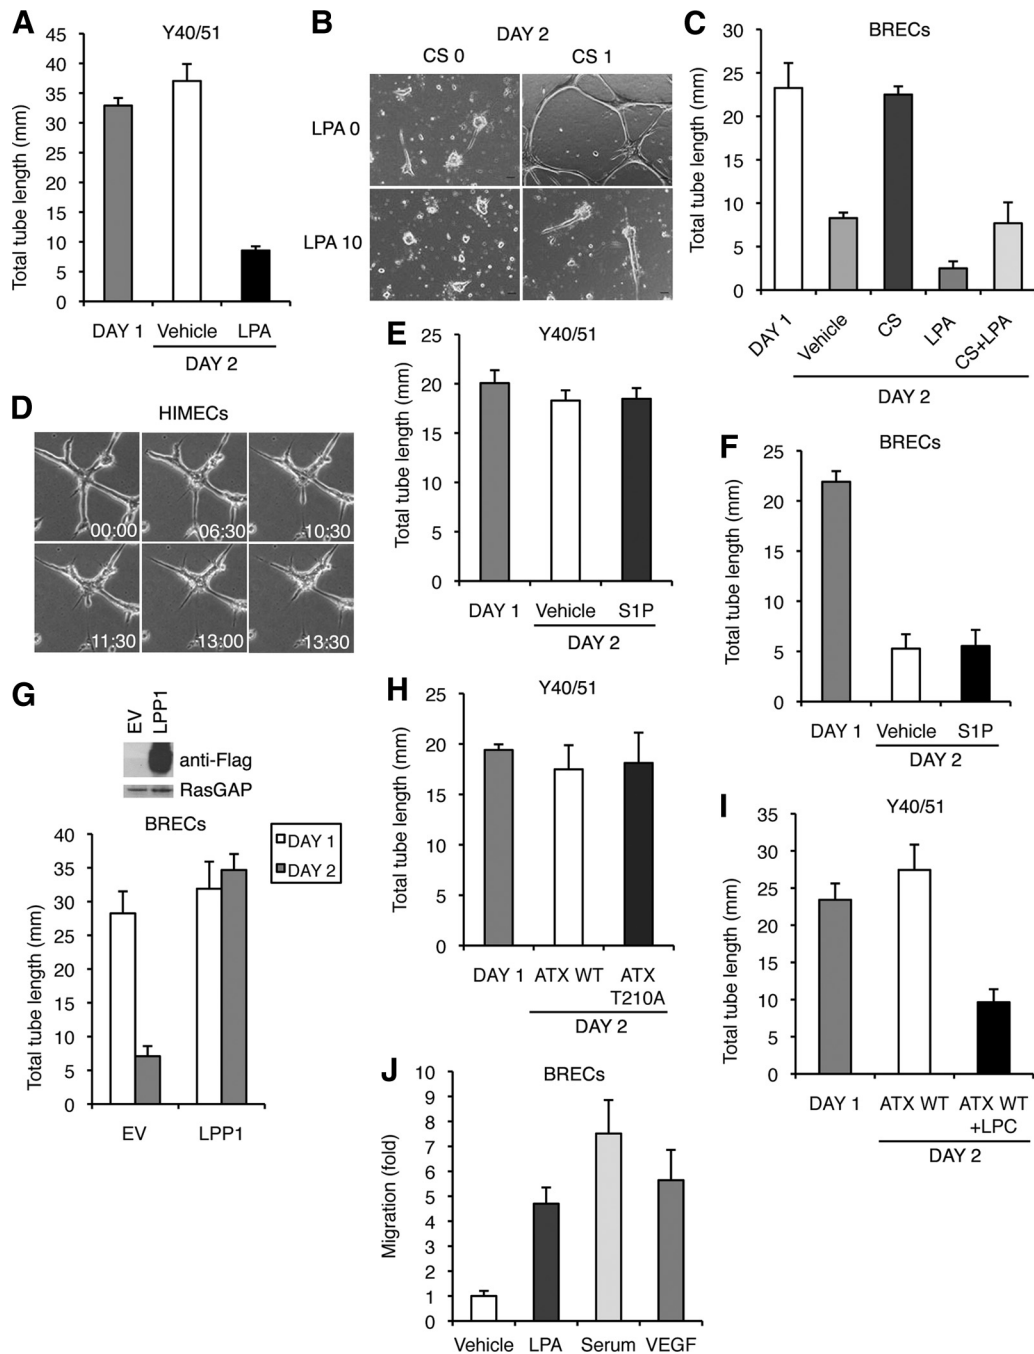 A
Y40/51
Total tube length (mm)
45
40
35
30
25
20
15
10
5
0
DAY 1
Vehicle
LPA
DAY 2
B
DAY 2
CS 0
CS 1
LPA 0
LPA 10
C
BRECs
Total tube length (mm)
30
25
20
15
10
5
0
DAY 1
Vehicle
CS
LPA
CS+LPA
DAY 2
D
HIMECs
00:00
06:30
10:30
11:30
13:00
13:30
E
Y40/51
Total tube length (mm)
25
20
15
10
5
0
DAY 1
Vehicle
S1P
DAY 2
F
BRECs
Total tube length (mm)
25
20
15
10
5
0
DAY 1
Vehicle
S1P
DAY 2
G
EV
LPP1
anti-Flag
RasGAP
BRECs
DAY 1
DAY 2
Total tube length (mm)
40
35
30
25
20
15
10
5
0
EV
LPP1
H
Y40/51
Total tube length (mm)
25
20
15
10
5
0
DAY 1
ATX WT
ATX
T210A
DAY 2
I
Y40/51
Total tube length (mm)
35
30
25
20
15
10
5
0
DAY 1
ATX WT
ATX WT
+LPC
DAY 2
J
BRECs
Migration (fold)
10
9
8
7
6
5
4
3
2
1
0
Vehicle
LPA
Serum
VEGF